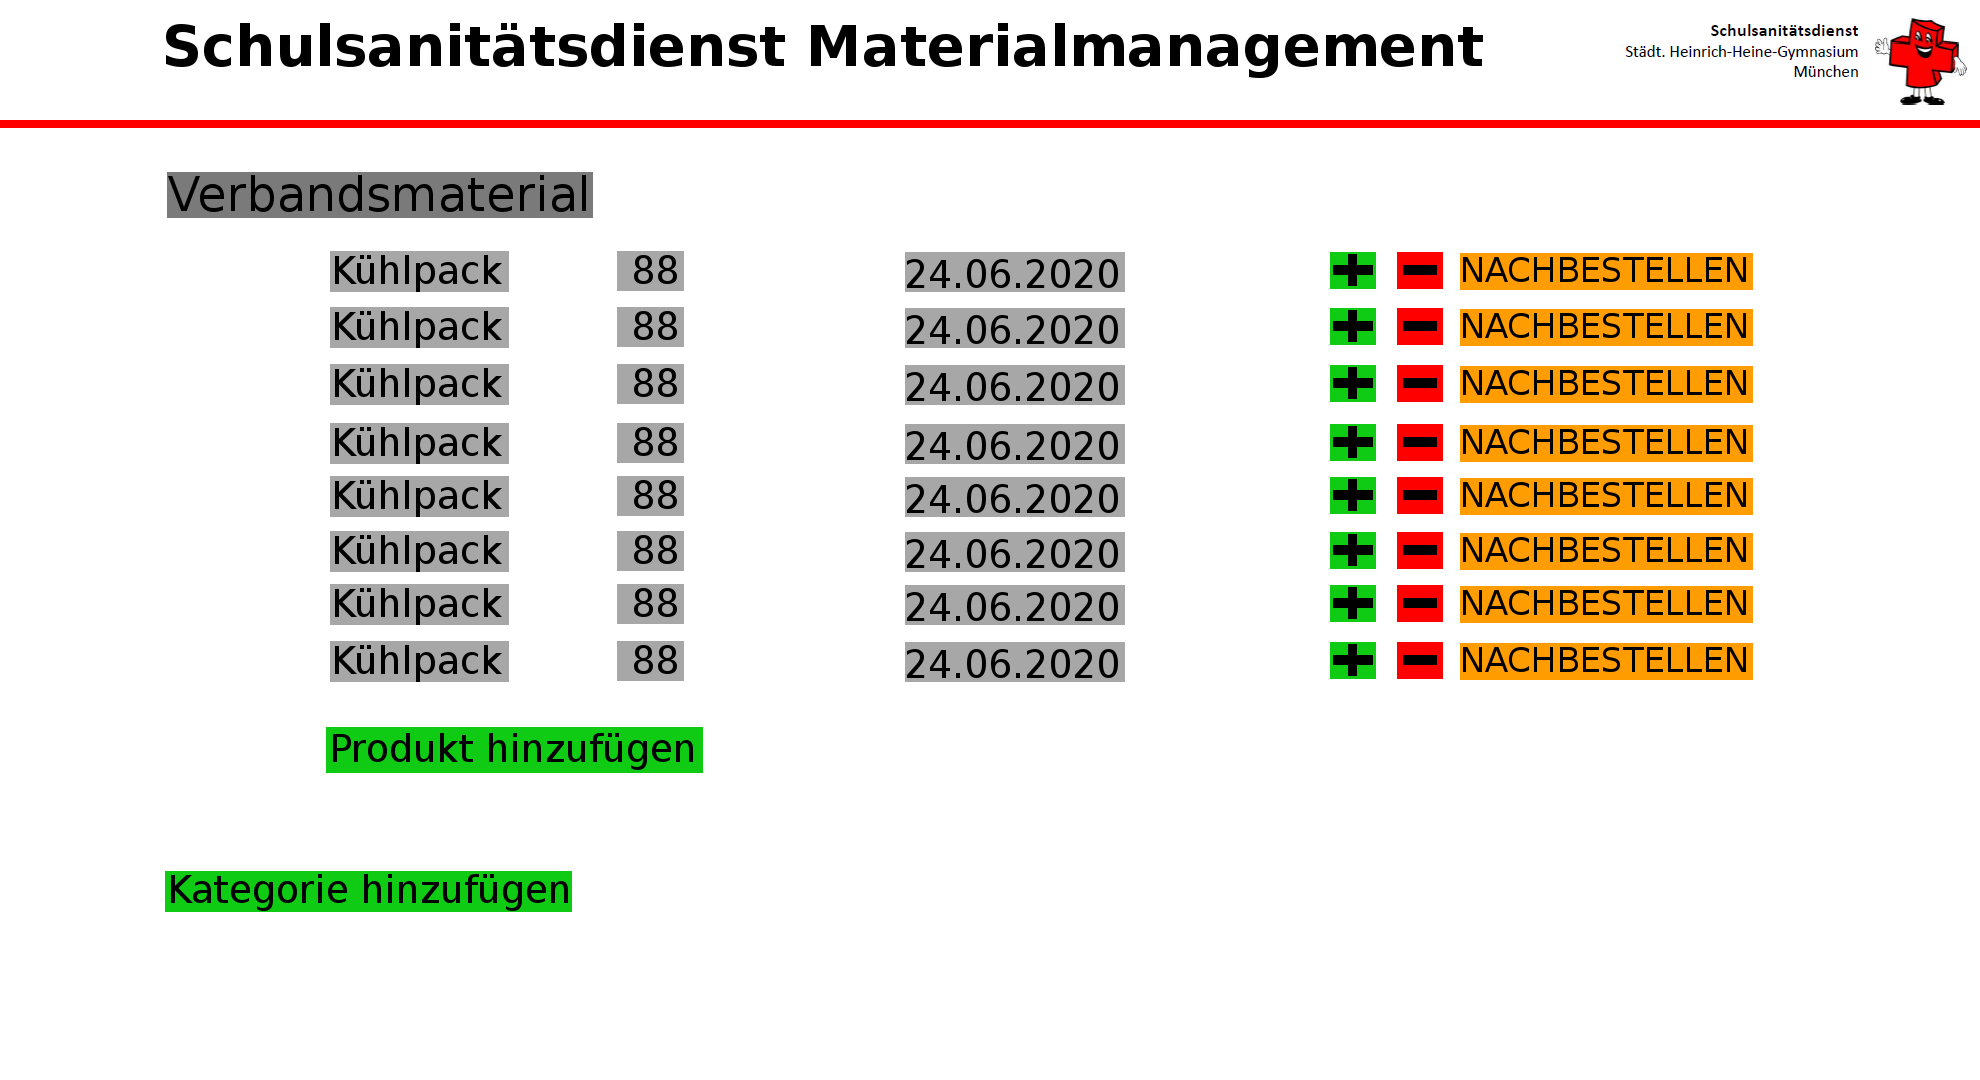 Schulsanitätsdienst Materialmanagement
Schulsanitätsdienst
Städt. Heinrich-Heine-Gymnasium
München
Verbandsmaterial
Kühlpack 88 24.06.2020 + - NACHBESTELLEN
Kühlpack 88 24.06.2020 + - NACHBESTELLEN
Kühlpack 88 24.06.2020 + - NACHBESTELLEN
Kühlpack 88 24.06.2020 + - NACHBESTELLEN
Kühlpack 88 24.06.2020 + - NACHBESTELLEN
Kühlpack 88 24.06.2020 + - NACHBESTELLEN
Kühlpack 88 24.06.2020 + - NACHBESTELLEN
Kühlpack 88 24.06.2020 + - NACHBESTELLEN
Produkt hinzufügen
Kategorie hinzufügen